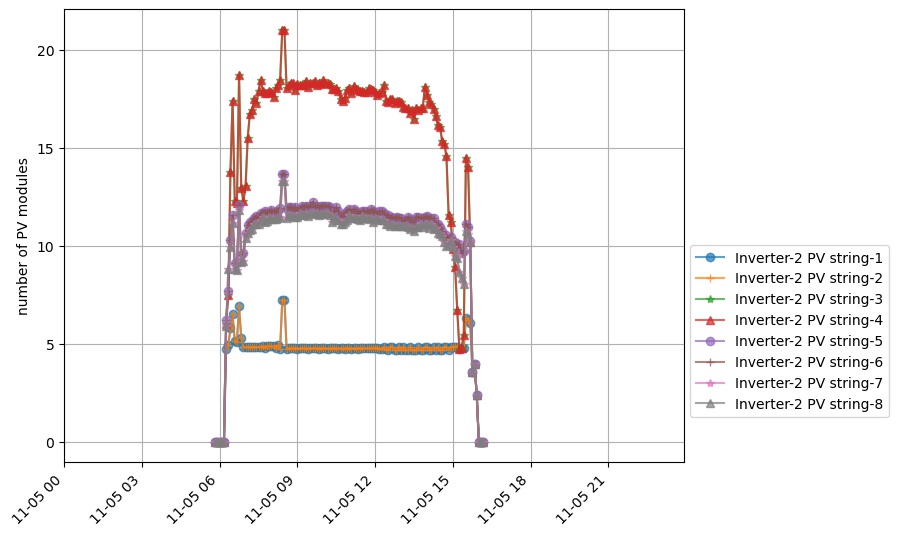 20
15
10
5
0
number of PV modules
11-05 00
11-05 03
11-05 06
11-05 09
11-05 12
11-05 15
11-05 18
11-05 21
Inverter-2 PV string-1
Inverter-2 PV string-2
Inverter-2 PV string-3
Inverter-2 PV string-4
Inverter-2 PV string-5
Inverter-2 PV string-6
Inverter-2 PV string-7
Inverter-2 PV string-8